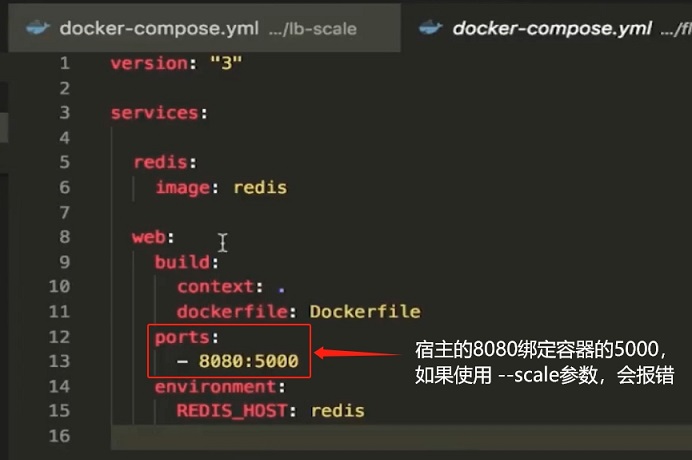 docker-compose.yml .../lb-scale docker-compose.yml .../fl
1 version: "3"
2
3 services:
4
5 redis:
6 image: redis
7
8 web:
9 build:
10 context: .
11 dockerfile: Dockerfile
12 ports:
13 - 8080:5000
宿主的8080绑定容器的5000，
如果使用 --scale参数，会报错
14 environment:
15 REDIS_HOST: redis
16